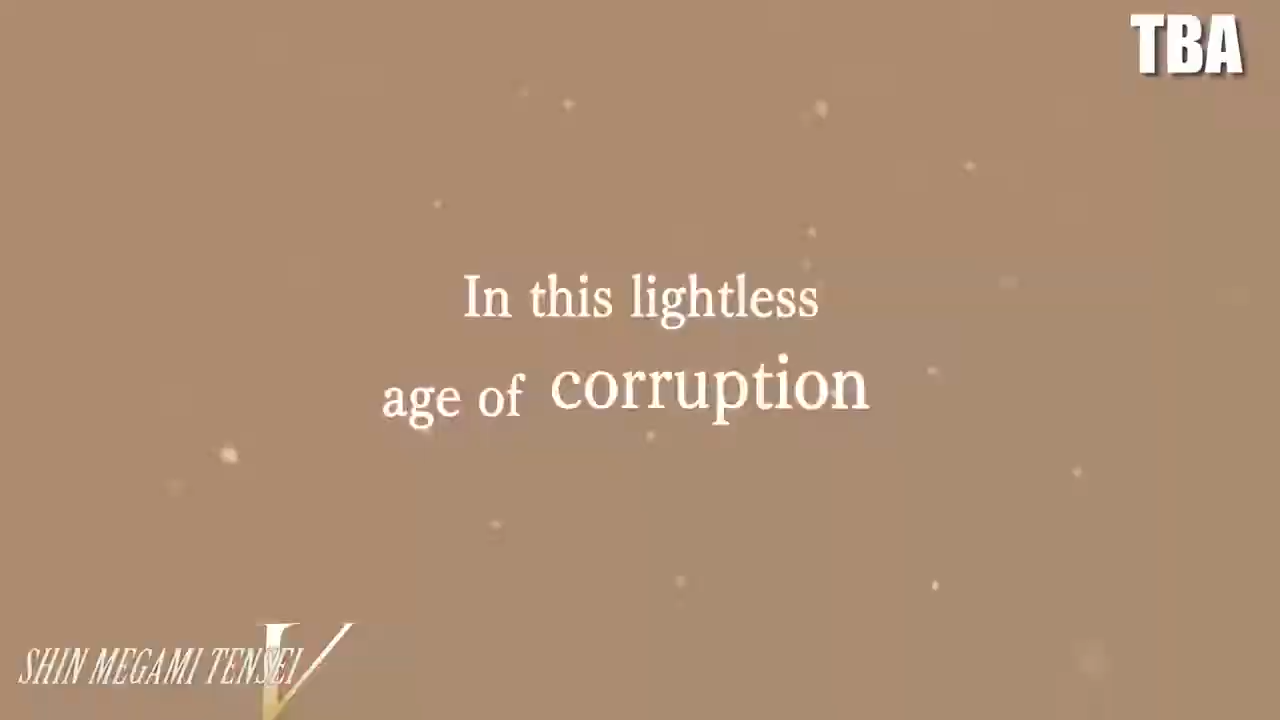 TBA
In this lightless
age of corruption
SHIN MEGAMI TENSEI V